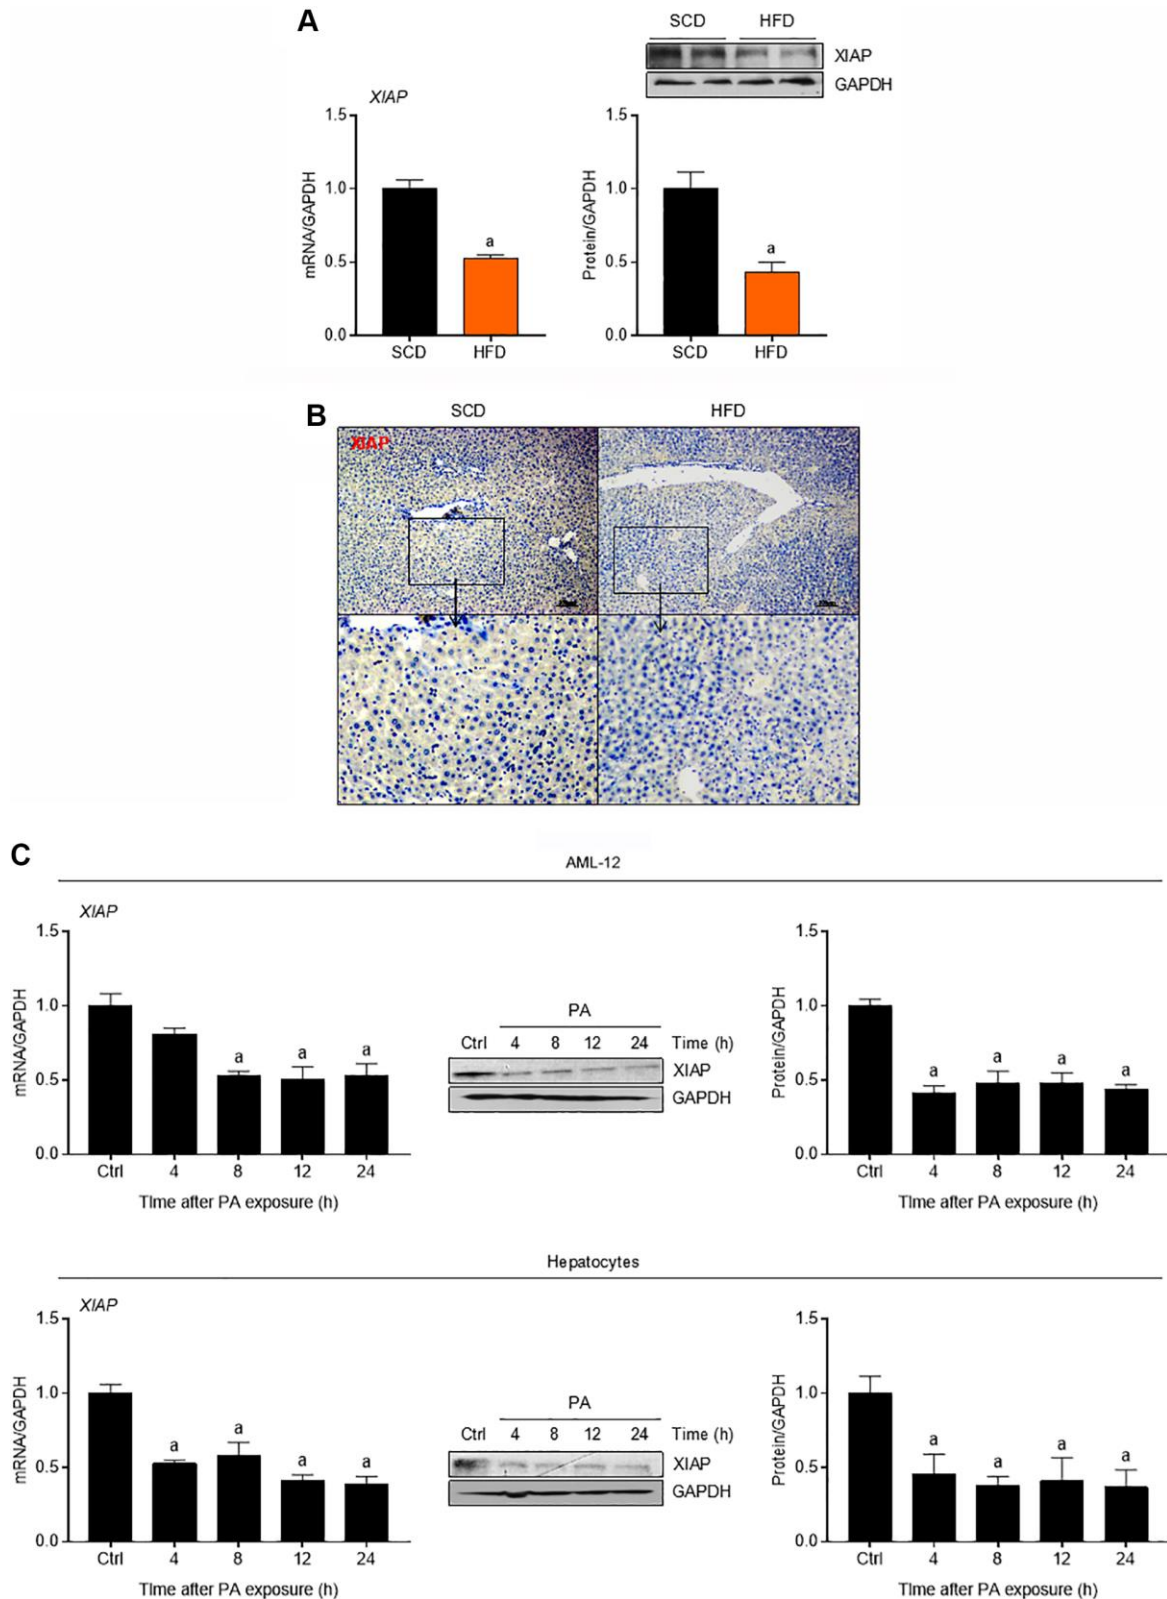 A
SCD HFD
XIAP
GAPDH
XIAP
1.5
1.0
0.5
0.0
mRNA/GAPDH
a
SCD HFD
1.5
1.0
0.5
0.0
Protein/GAPDH
a
SCD HFD
B
SCD HFD
XIAP
C
AML-12
XIAP
1.5
1.0
0.5
0.0
mRNA/GAPDH
a a a
Ctrl 4 8 12 24
TIme after PA exposure (h)
PA
Ctrl 4 8 12 24 Time (h)
XIAP
GAPDH
1.5
1.0
0.5
0.0
Protein/GAPDH
a a a a
Ctrl 4 8 12 24
TIme after PA exposure (h)
Hepatocytes
XIAP
1.5
1.0
0.5
0.0
mRNA/GAPDH
a a a a
Ctrl 4 8 12 24
TIme after PA exposure (h)
PA
Ctrl 4 8 12 24 Time (h)
XIAP
GAPDH
1.5
1.0
0.5
0.0
Protein/GAPDH
a a a a
Ctrl 4 8 12 24
TIme after PA exposure (h)